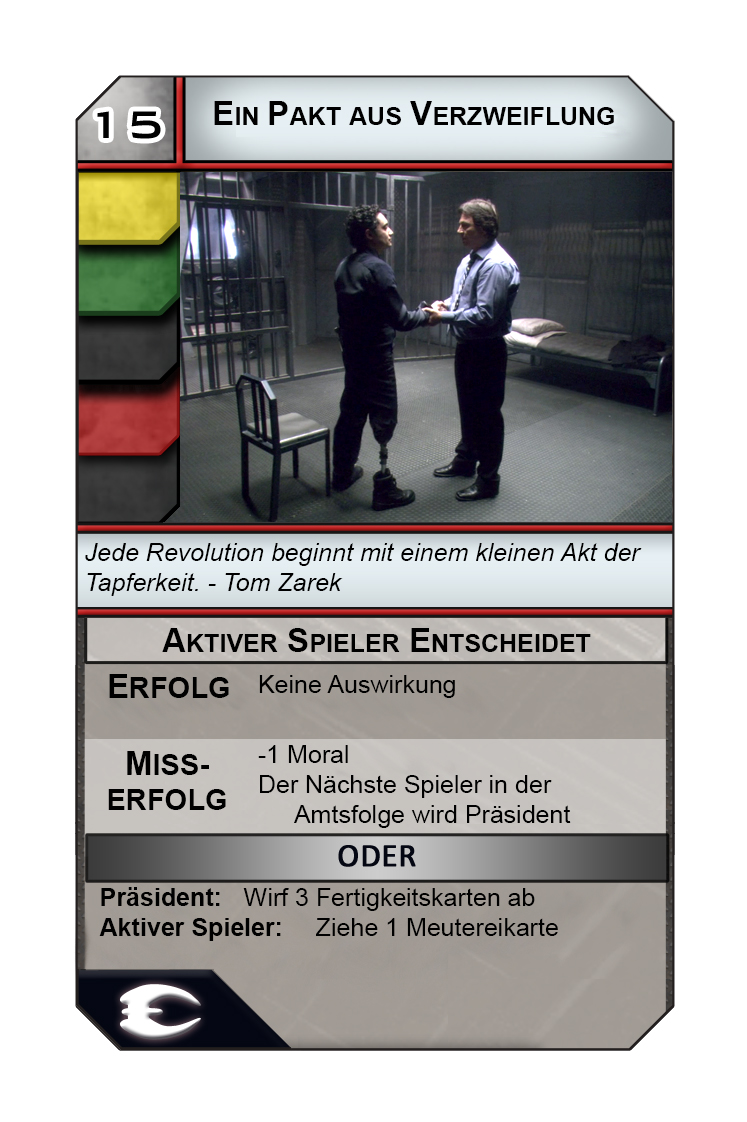 15
EIN PAKT AUS VERZWEIFLUNG
Jede Revolution beginnt mit einem kleinen Akt der
Tapferkeit. - Tom Zarek
AKTIVER SPIELER ENTSCHEIDET
ERFOLG Keine Auswirkung
MISS-
ERFOLG
-1 Moral
Der Nächste Spieler in der
Amtsfolge wird Präsident
ODER
Präsident: Wirf 3 Fertigkeitskarten ab
Aktiver Spieler: Ziehe 1 Meutereikarte